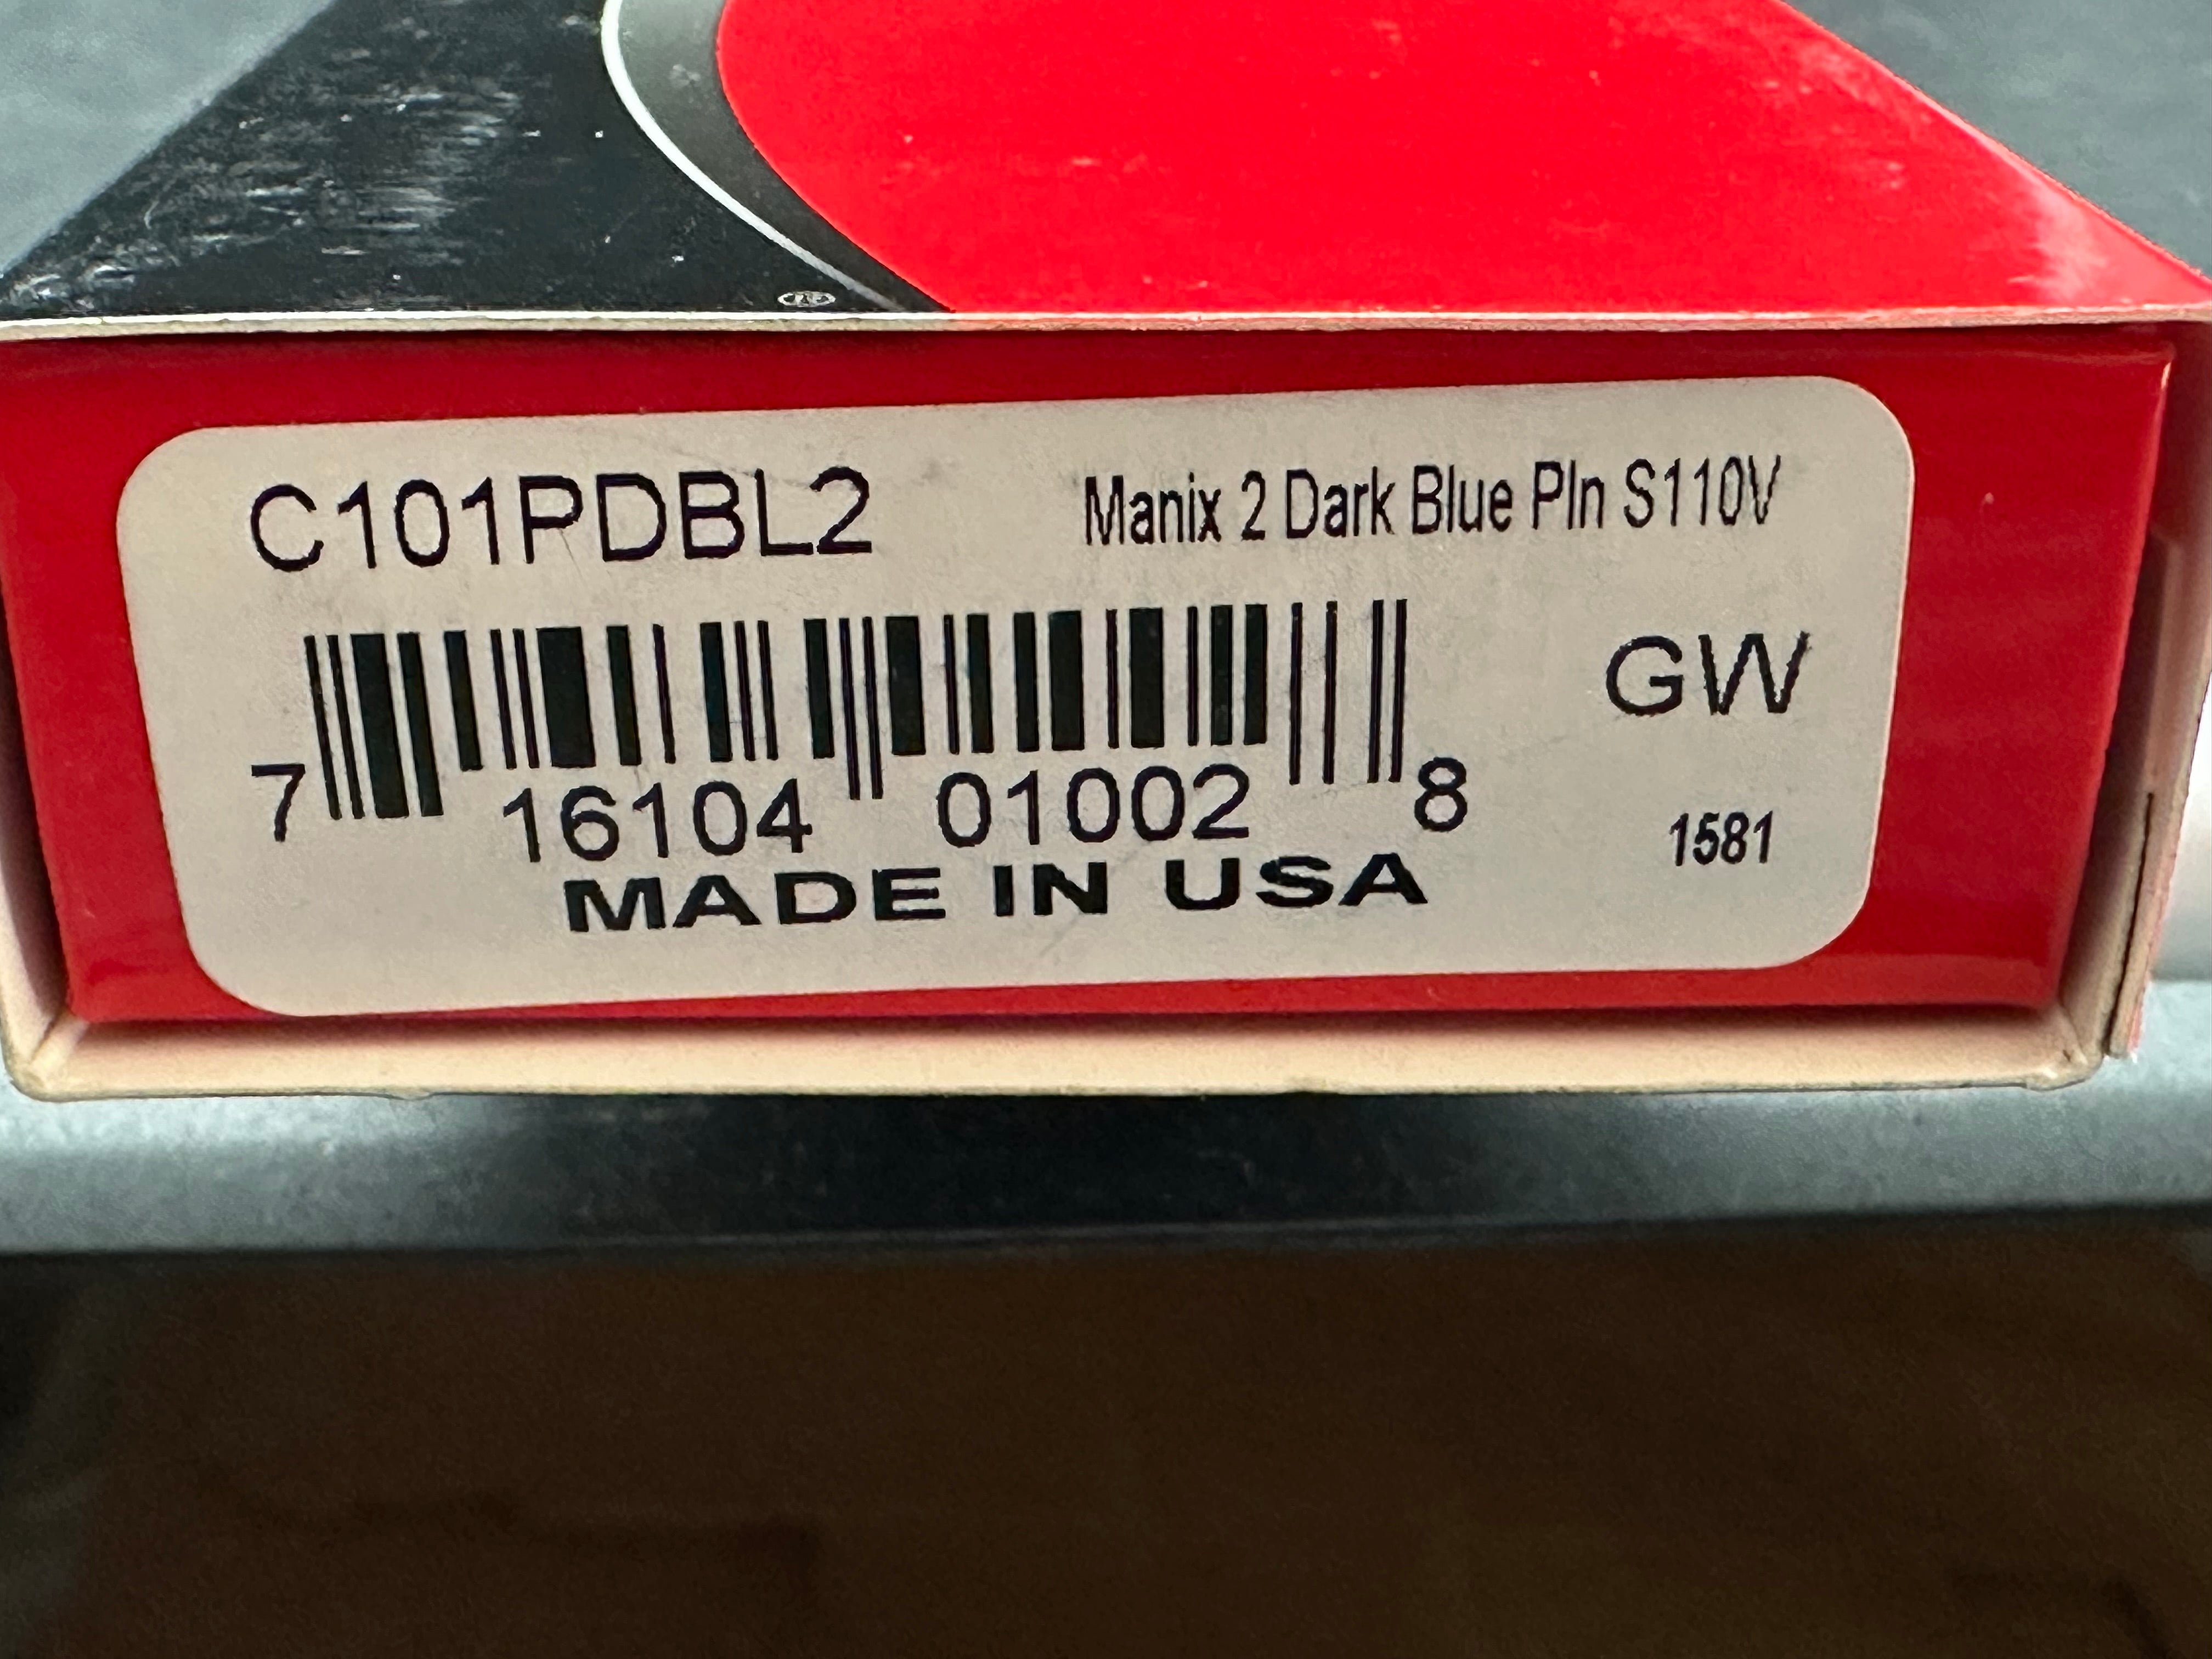 C101PDBL2 Manix 2 Dark Blue Pln S110V
GW
7 16104 01002 8
1581
MADE IN USA